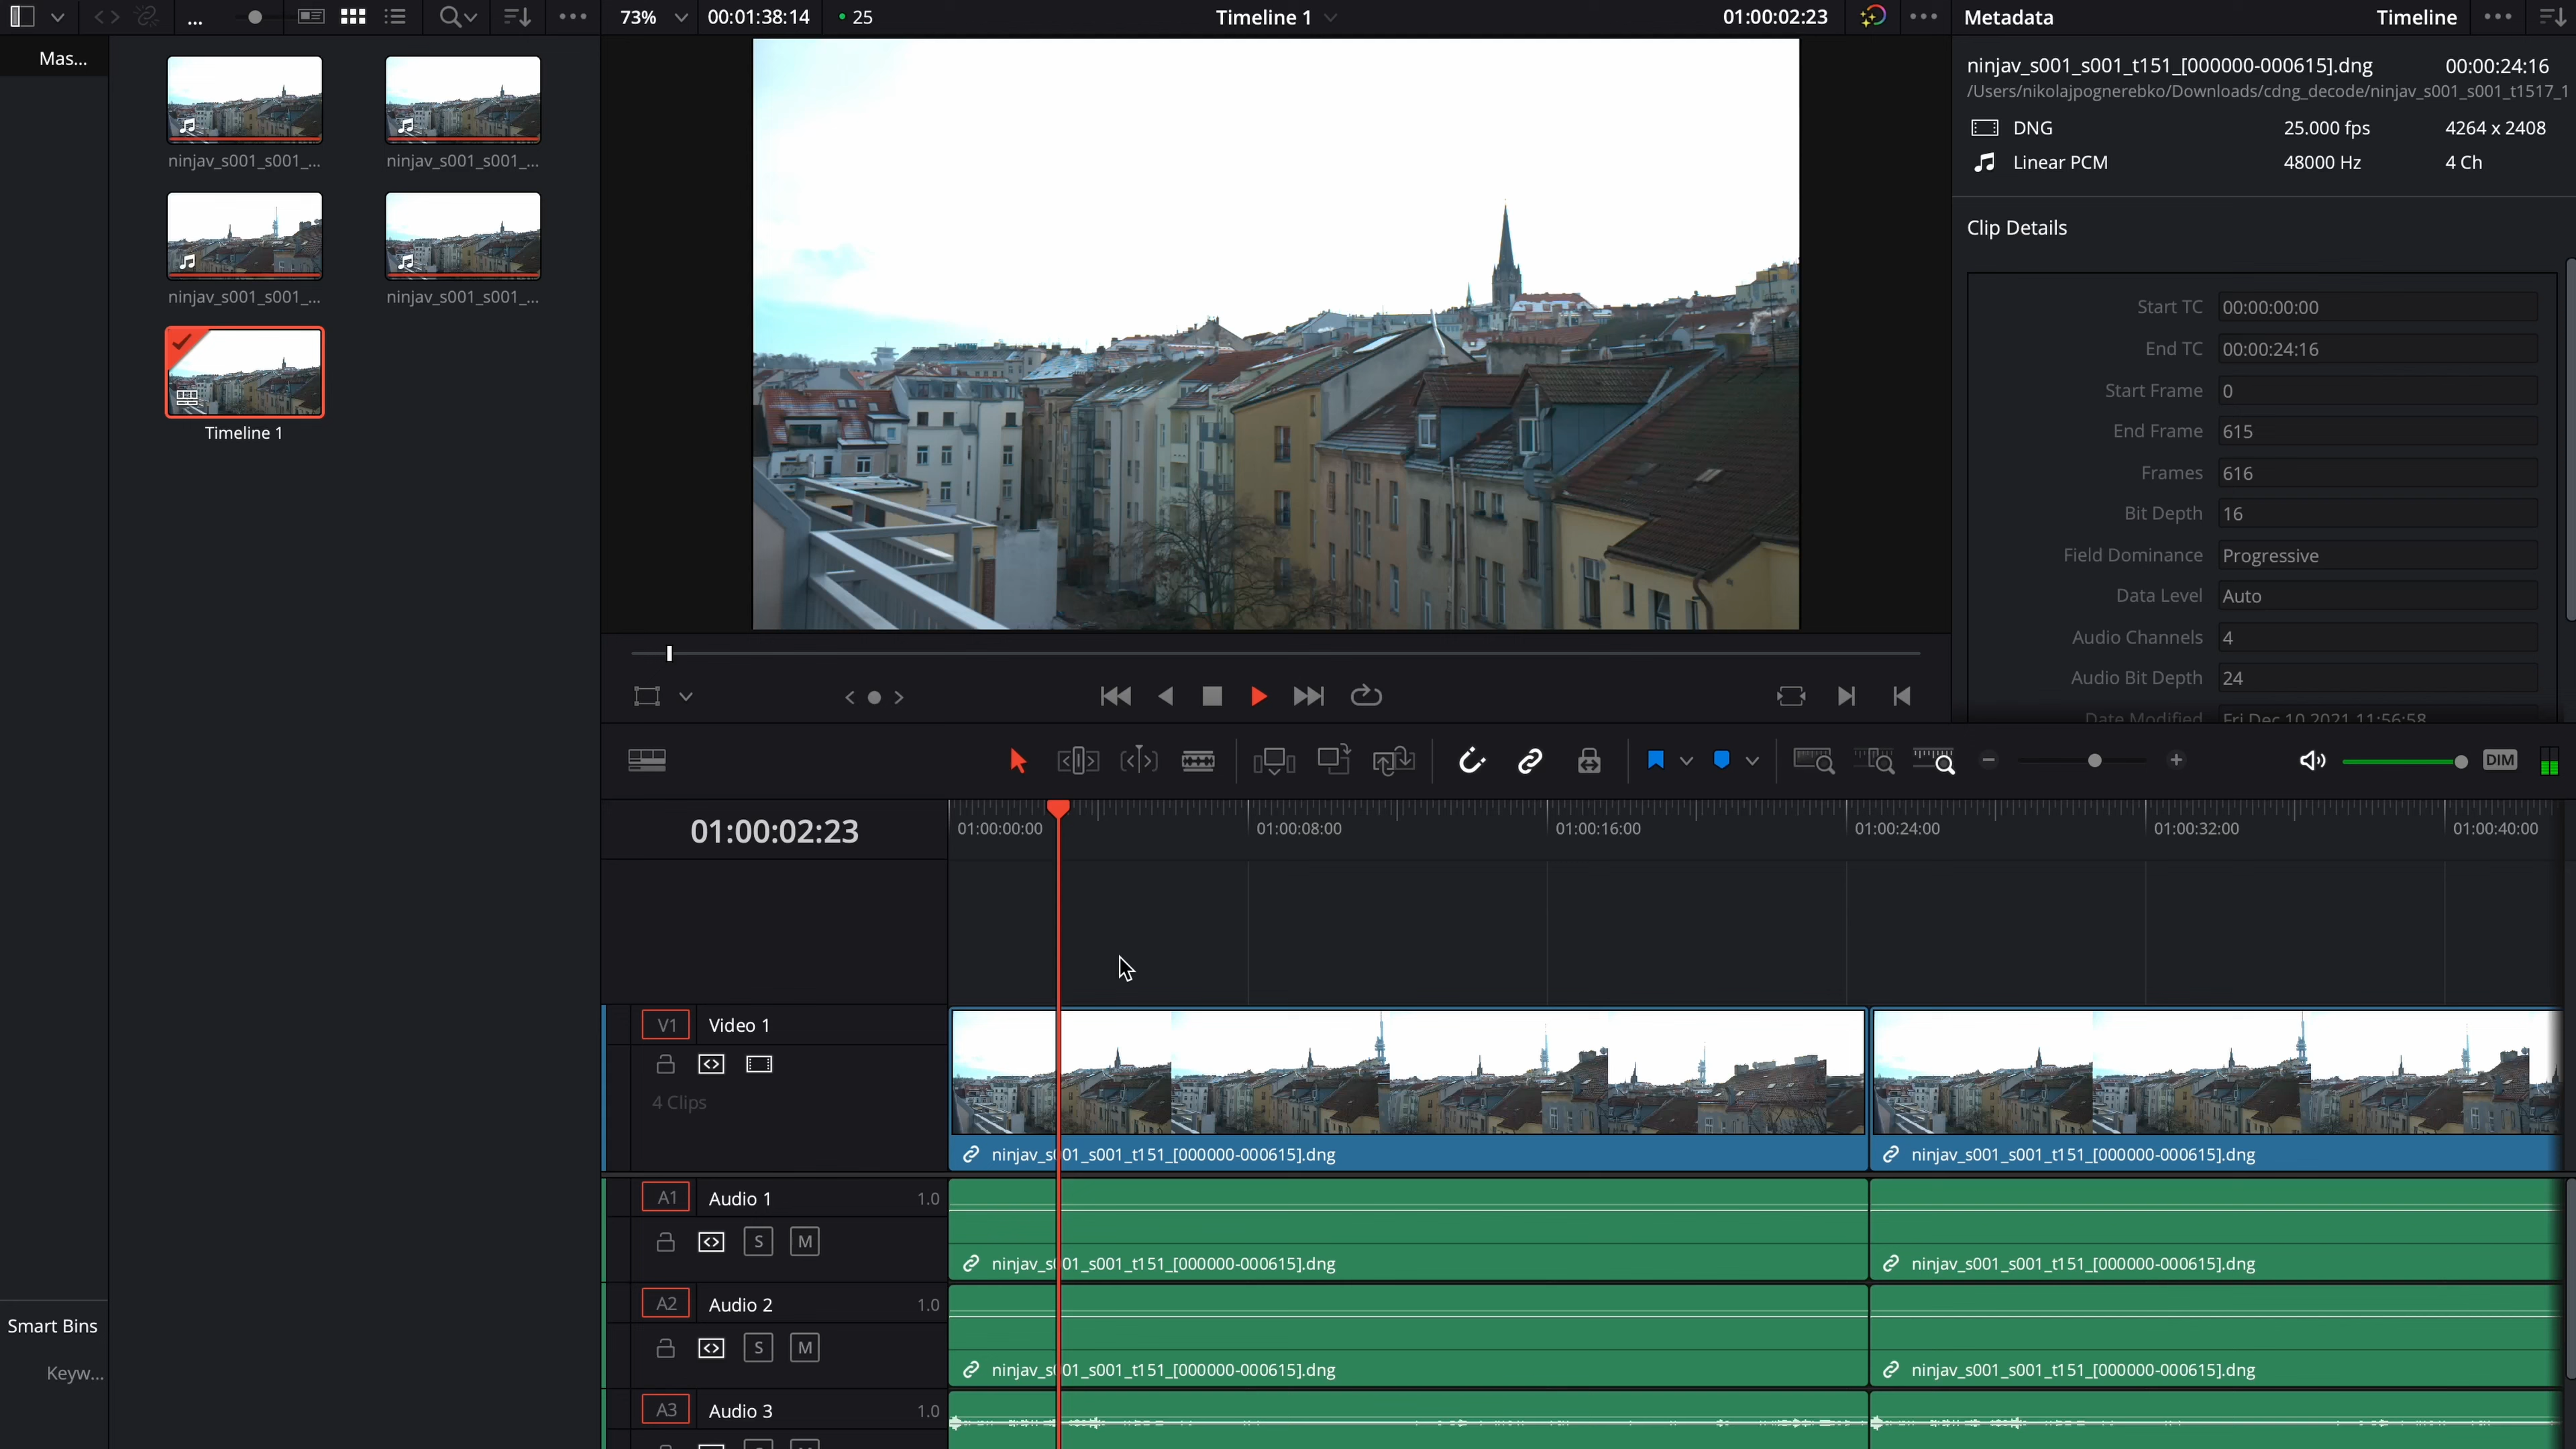 ...
73%
00:01:38:14
25
Timeline 1
01:00:02:23
Metadata
Timeline
Mas...
ninjav_s001_s001_...
ninjav_s001_s001_...
ninjav_s001_s001_...
ninjav_s001_s001_...
Timeline 1
ninjav_s001_s001_t151_[000000-000615].dng 00:00:24:16
/Users/nikolajpognerebko/Downloads/cdng_decode/ninjav_s001_s001_t1517_1
DNG 25.000 fps 4264 x 2408
Linear PCM 48000 Hz 4 Ch
Clip Details
Start TC 00:00:00:00
End TC 00:00:24:16
Start Frame 0
End Frame 615
Frames 616
Bit Depth 16
Field Dominance Progressive
Data Level Auto
Audio Channels 4
Audio Bit Depth 24
Date Modified Fri Dec 10 2021 11:56:58
DIM
01:00:02:23
01:00:00:00 01:00:08:00 01:00:16:00 01:00:24:00 01:00:32:00 01:00:40:00
V1 Video 1
4 Clips
ninjav_s001_s001_t151_[000000-000615].dng
ninjav_s001_s001_t151_[000000-000615].dng
A1 Audio 1 1.0
S M
ninjav_s001_s001_t151_[000000-000615].dng
ninjav_s001_s001_t151_[000000-000615].dng
A2 Audio 2 1.0
S M
ninjav_s001_s001_t151_[000000-000615].dng
ninjav_s001_s001_t151_[000000-000615].dng
A3 Audio 3 1.0
Smart Bins
Keyw...